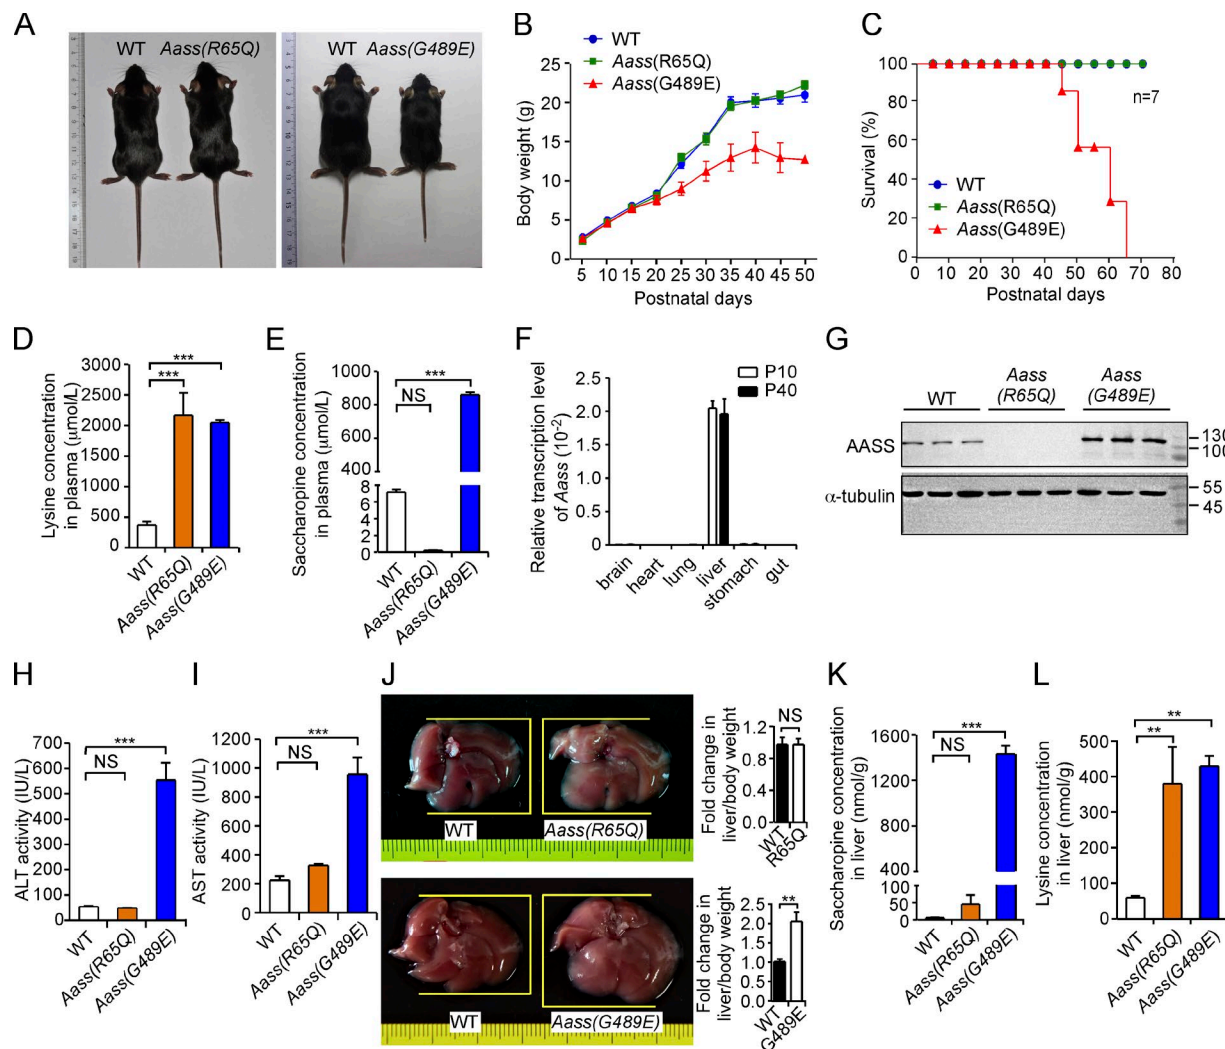 A
WT Aass(R65Q)
WT Aass(G489E)
B
WT
Aass(R65Q)
Aass(G489E)
Body weight (g)
25
20
15
10
5
0
5 10 15 20 25 30 35 40 45 50
Postnatal days
C
Survival (%)
100
80
60
40
20
0
n=7
WT
Aass(R65Q)
Aass(G489E)
0 10 20 30 40 50 60 70 80
Postnatal days
D
Lysine concentration
in plasma (μmol/L)
3000
2500
2000
1500
1000
500
0
***
***
WT
Aass(R65Q)
Aass(G489E)
E
Saccharopine concentration
in plasma (μmol/L)
1000
800
600
400
8
6
4
2
0
***
NS
WT
Aass(R65Q)
Aass(G489E)
F
Relative transcription level
of Aass (10-2)
P10
P40
2.5
2.0
1.5
1.0
0.5
0
brain
heart
lung
liver
stomach
gut
G
WT
Aass
(R65Q)
Aass
(G489E)
AASS
130
100
α-tubulin
55
45
H
ALT activity (IU/L)
700
600
500
400
300
200
100
0
***
NS
WT
Aass(R65Q)
Aass(G489E)
I
AST activity (IU/L)
1200
1000
800
600
400
200
0
***
NS
WT
Aass(R65Q)
Aass(G489E)
J
WT
Aass(R65Q)
Fold change in
liver/body weight
1.2
0.9
0.6
0.3
0
NS
WT
R65Q
WT
Aass(G489E)
Fold change in
liver/body weight
2.5
2.0
1.5
1.0
0.5
0
**
WT
G489E
K
Saccharopine concentration
in liver (nmol/g)
1600
1400
1200
1000
800
600
400
100
50
0
***
NS
WT
Aass(R65Q)
Aass(G489E)
L
Lysine concentration
in liver (nmol/g)
500
400
300
200
100
0
**
**
WT
Aass(R65Q)
Aass(G489E)